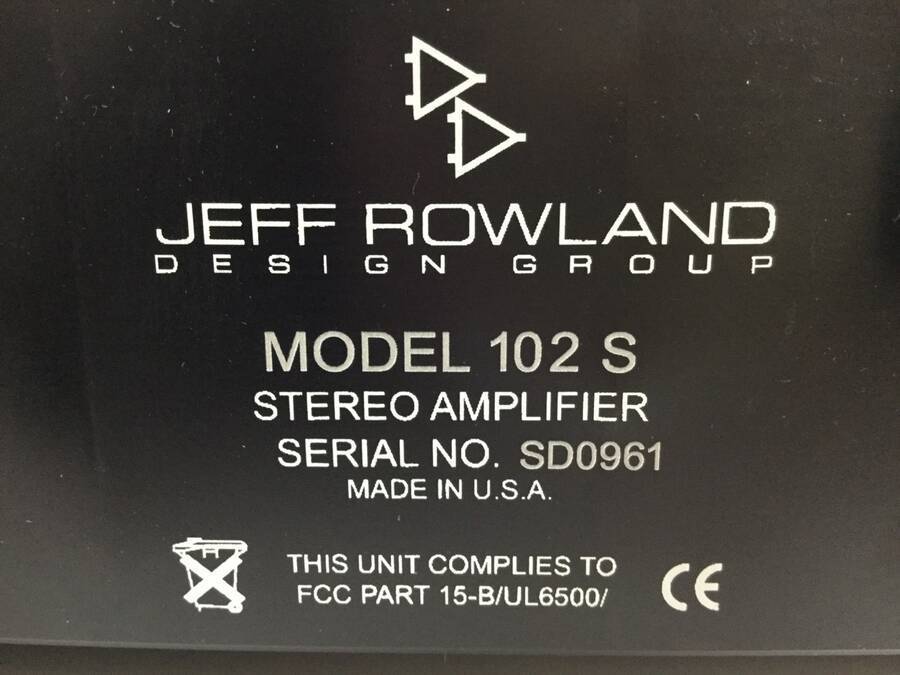 JEFF ROWLAND
DESIGN GROUP
MODEL 102 S
STEREO AMPLIFIER
SERIAL NO. SD0961
MADE IN U.S.A.
THIS UNIT COMPLIES TO
FCC PART 15-B/UL6500/
CE